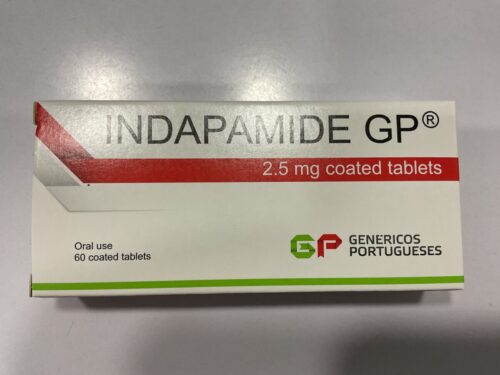 INDAPAMIDE GP®
2.5 mg coated tablets
Oral use
60 coated tablets
GP GENERICOS
PORTUGUESES